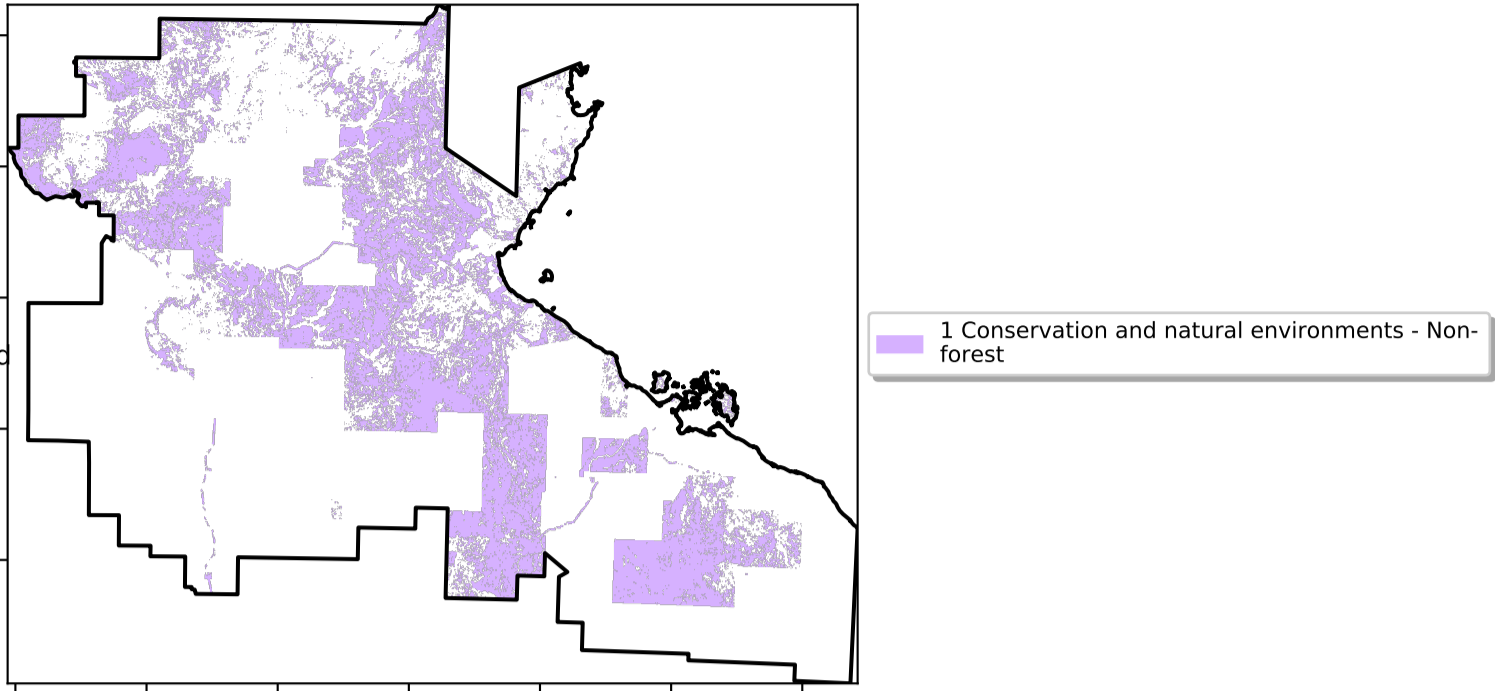 d
1 Conservation and natural environments - Non-
forest